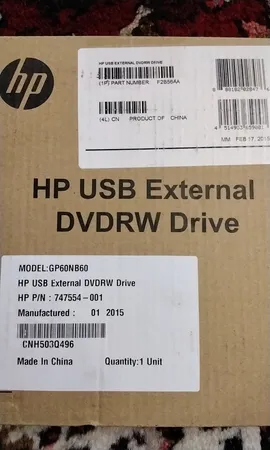 hp
HP USB EXTERNAL DVDRW DRIVE
(1P) PART NUMBER F2B56AA
(4L) CN PRODUCT OF CHINA
MM FEB 17, 2015
HP USB External
DVDRW Drive
MODEL:GP60NB60
HP USB External DVDRW Drive
HP P/N : 747554-001
Manufactured : 01 2015
CNH503Q496
Made In China Quantity:1 Unit